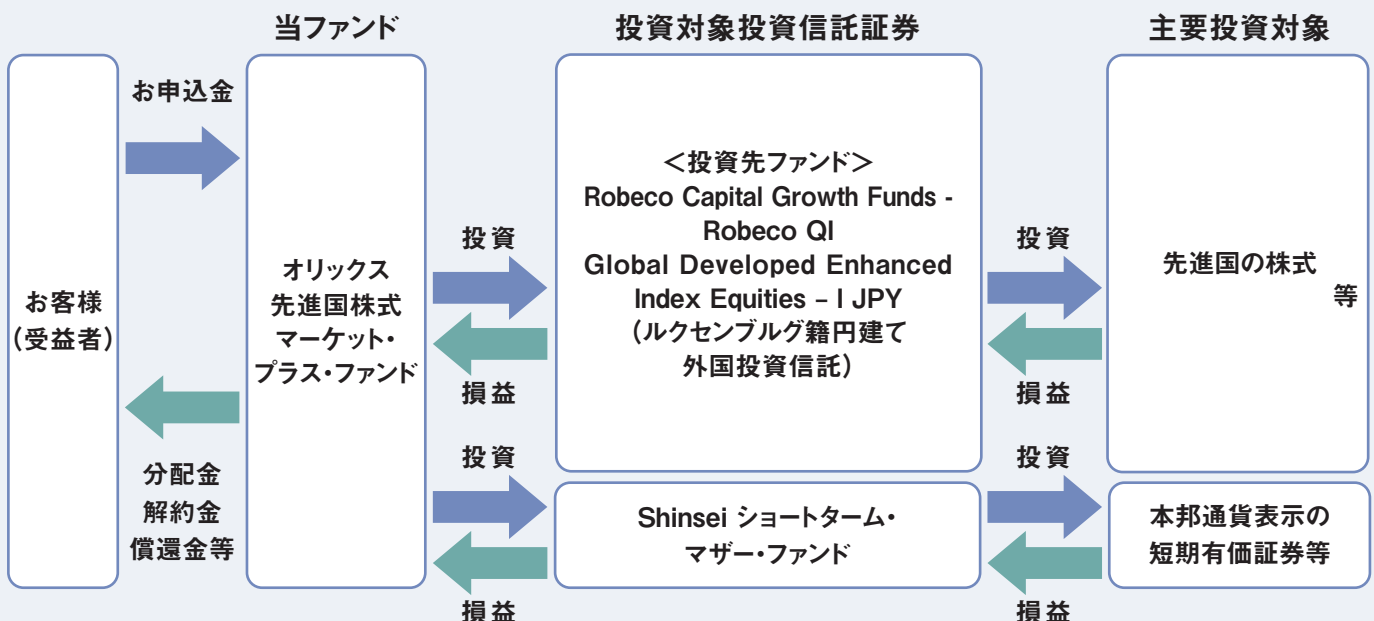 当ファンド
投資対象投資信託証券
主要投資対象
お客様
（受益者）
お申込金
分配金
解約金
償還金等
オリックス
先進国株式
マーケット・
プラス・ファンド
投資
損益
＜投資先ファンド＞
Robeco Capital Growth Funds -
Robeco QI
Global Developed Enhanced
Index Equities – I JPY
（ルクセンブルグ籍円建て
外国投資信託）
投資
損益
先進国の株式
等
投資
損益
Shinsei ショートターム・
マザー・ファンド
投資
損益
本邦通貨表示の
短期有価証券等